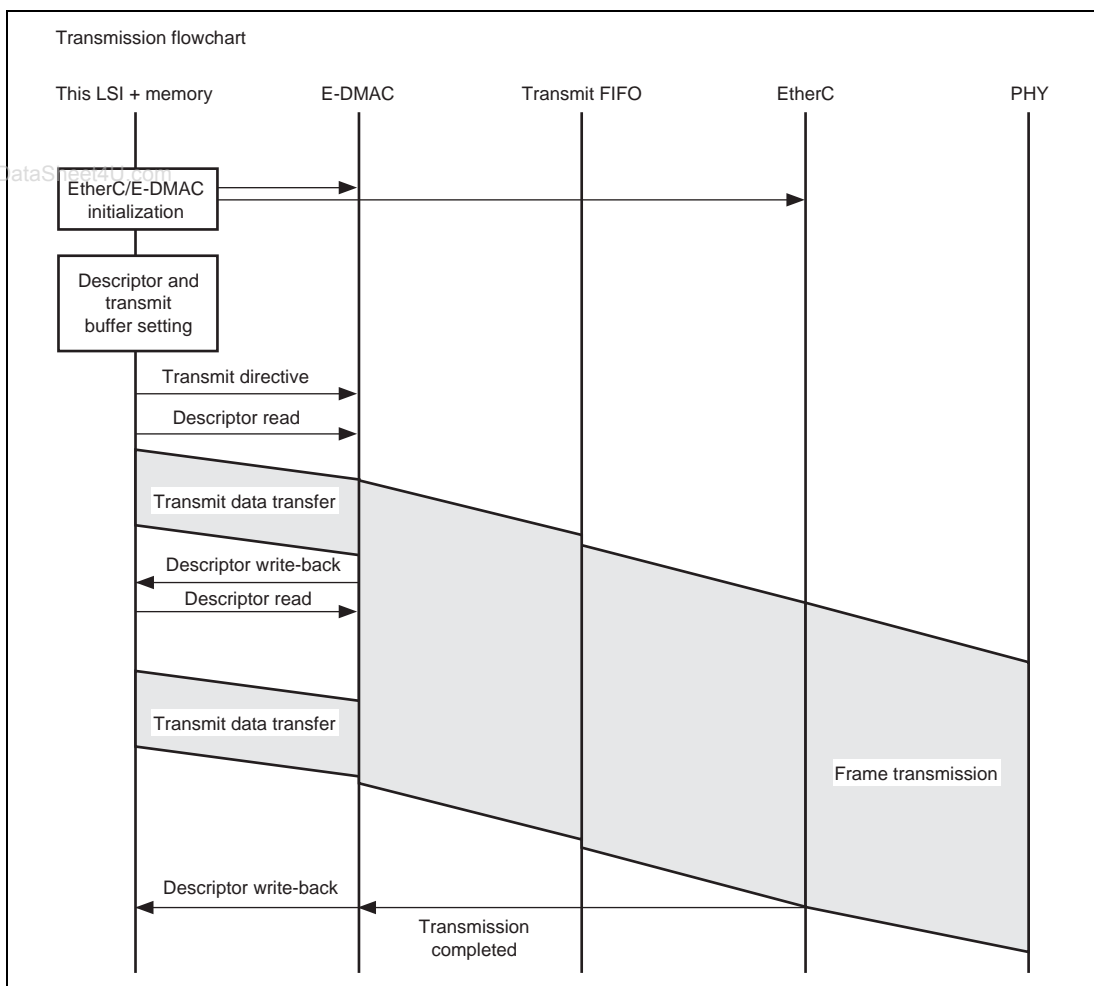 Transmission flowchart
This LSI + memory
E-DMAC
Transmit FIFO
EtherC
PHY
DataSheet4U.com
EtherC/E-DMAC
initialization
Descriptor and
transmit
buffer setting
Transmit directive
Descriptor read
Transmit data transfer
Descriptor write-back
Descriptor read
Transmit data transfer
Frame transmission
Descriptor write-back
Transmission
completed